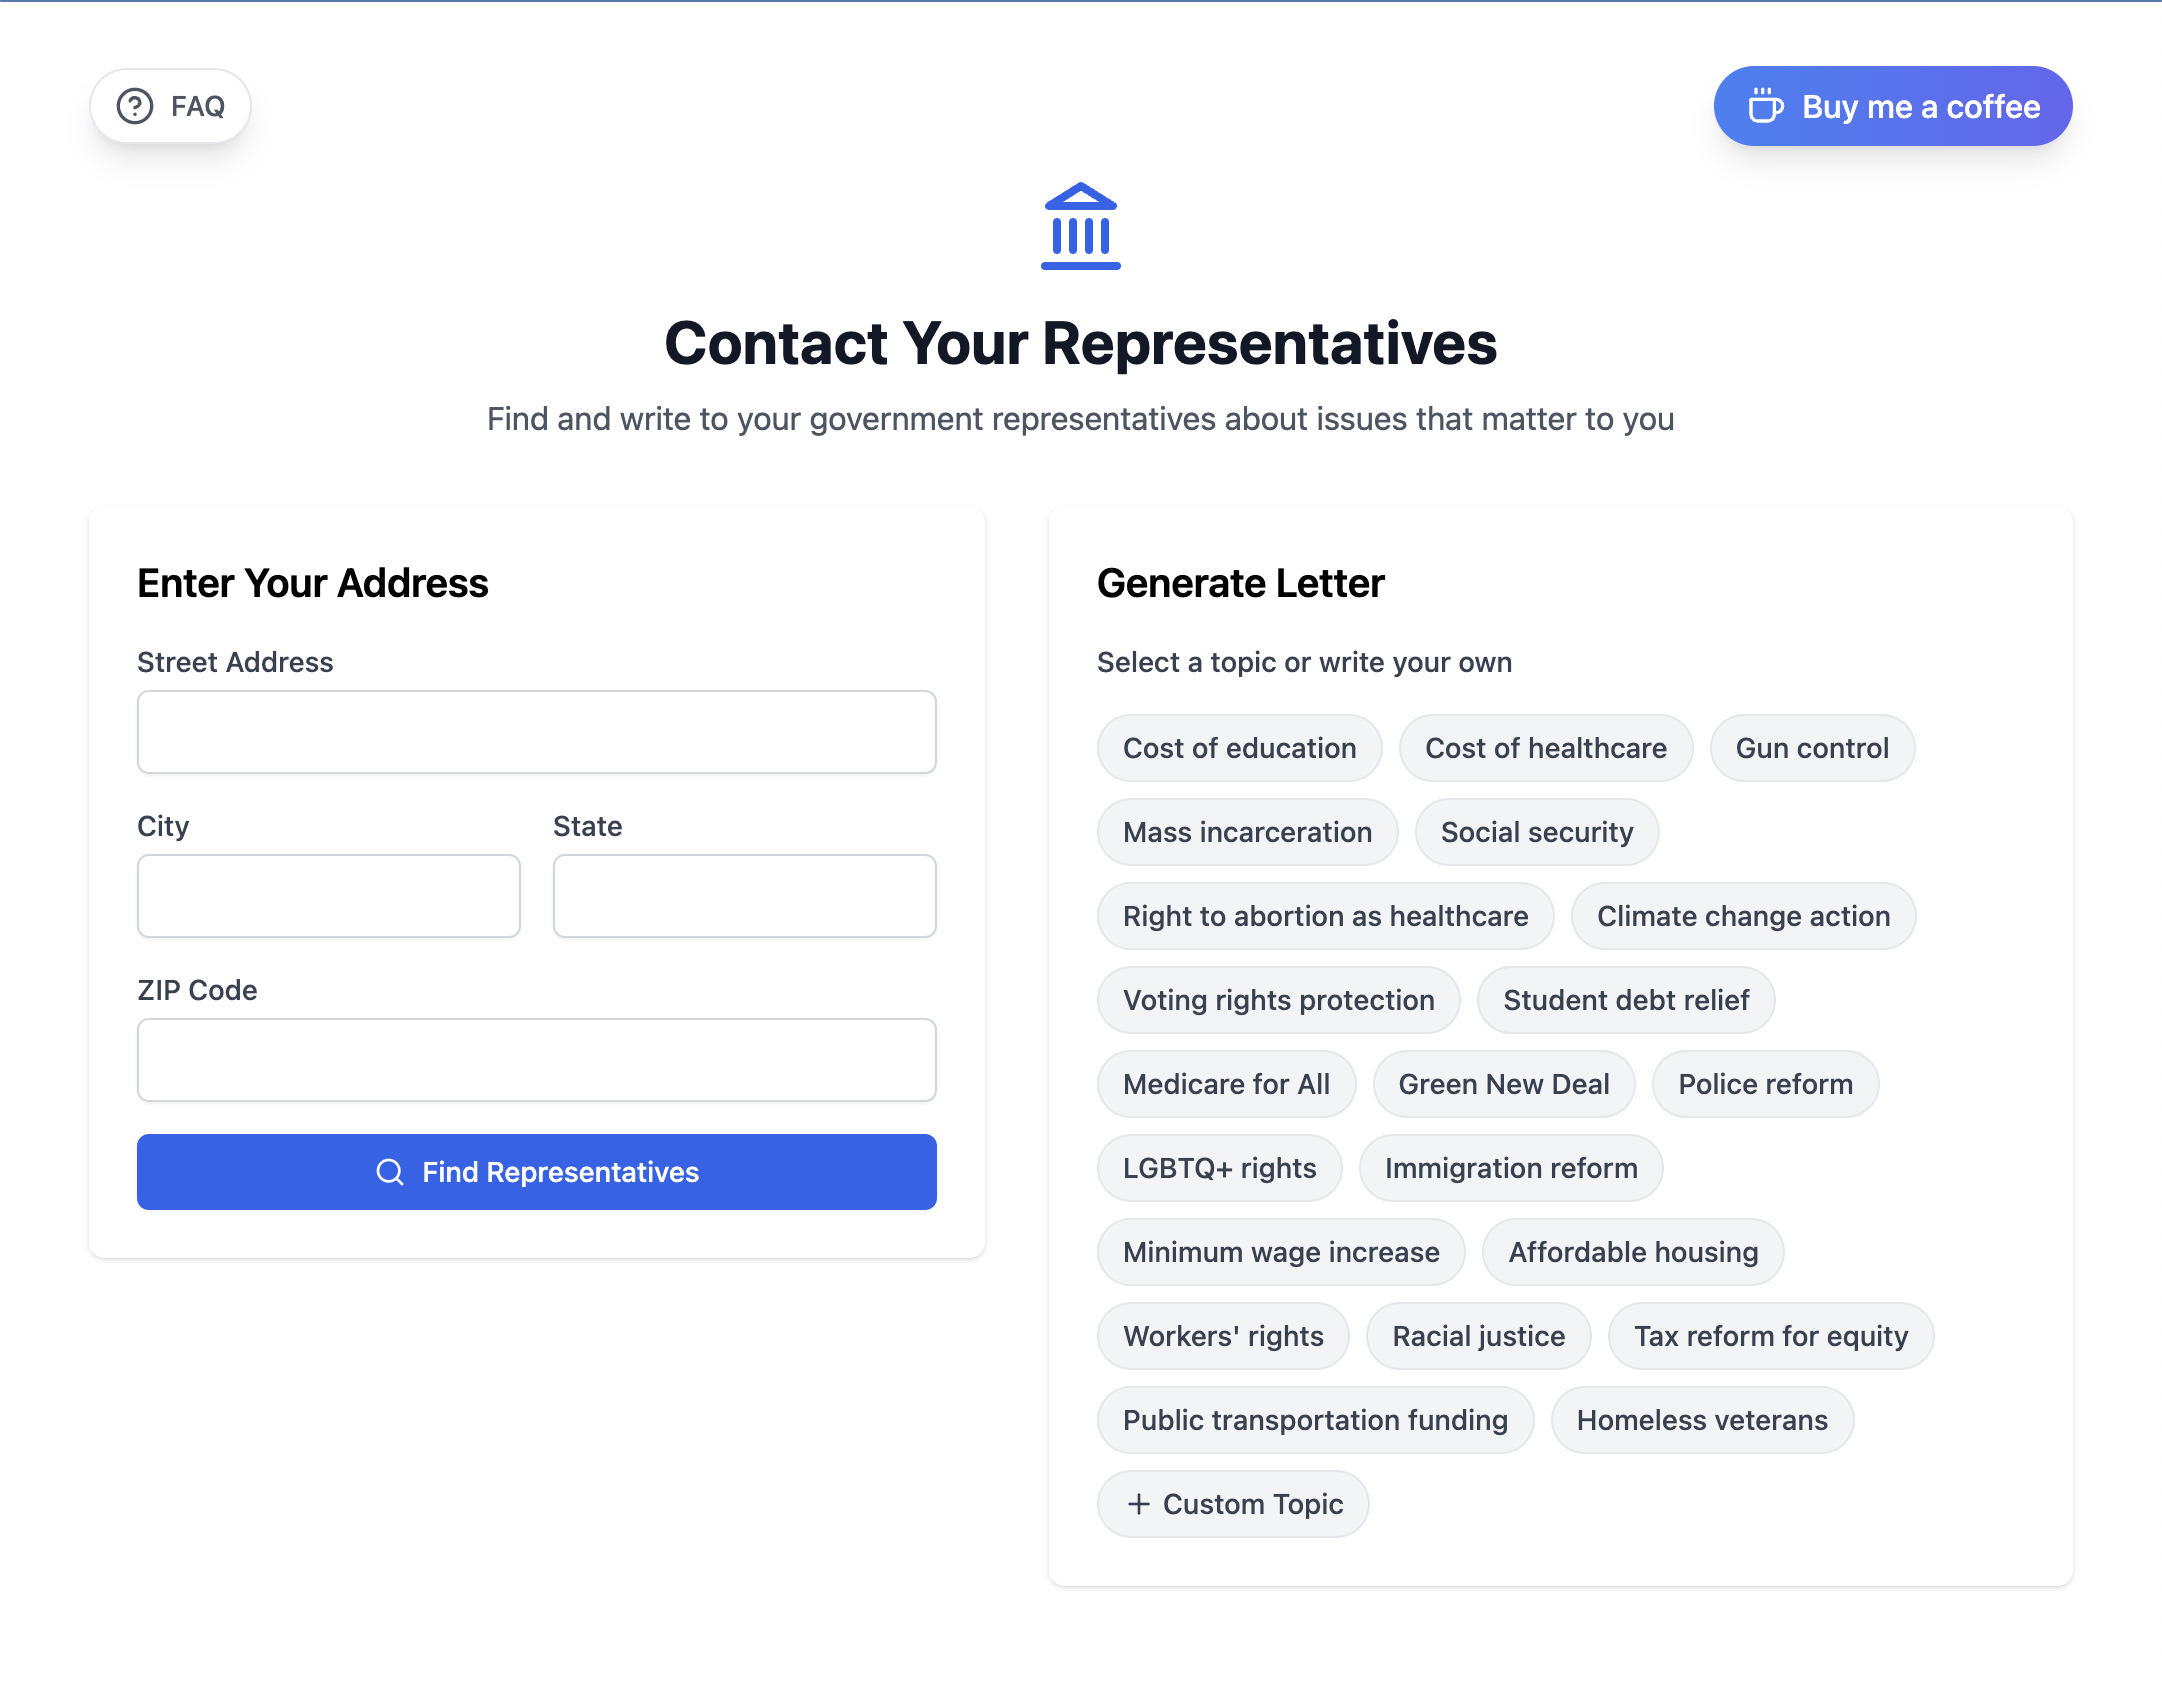 FAQ
Buy me a coffee
Contact Your Representatives
Find and write to your government representatives about issues that matter to you
Enter Your Address
Street Address
City
State
ZIP Code
Find Representatives
Generate Letter
Select a topic or write your own
Cost of education
Cost of healthcare
Gun control
Mass incarceration
Social security
Right to abortion as healthcare
Climate change action
Voting rights protection
Student debt relief
Medicare for All
Green New Deal
Police reform
LGBTQ+ rights
Immigration reform
Minimum wage increase
Affordable housing
Workers' rights
Racial justice
Tax reform for equity
Public transportation funding
Homeless veterans
+ Custom Topic